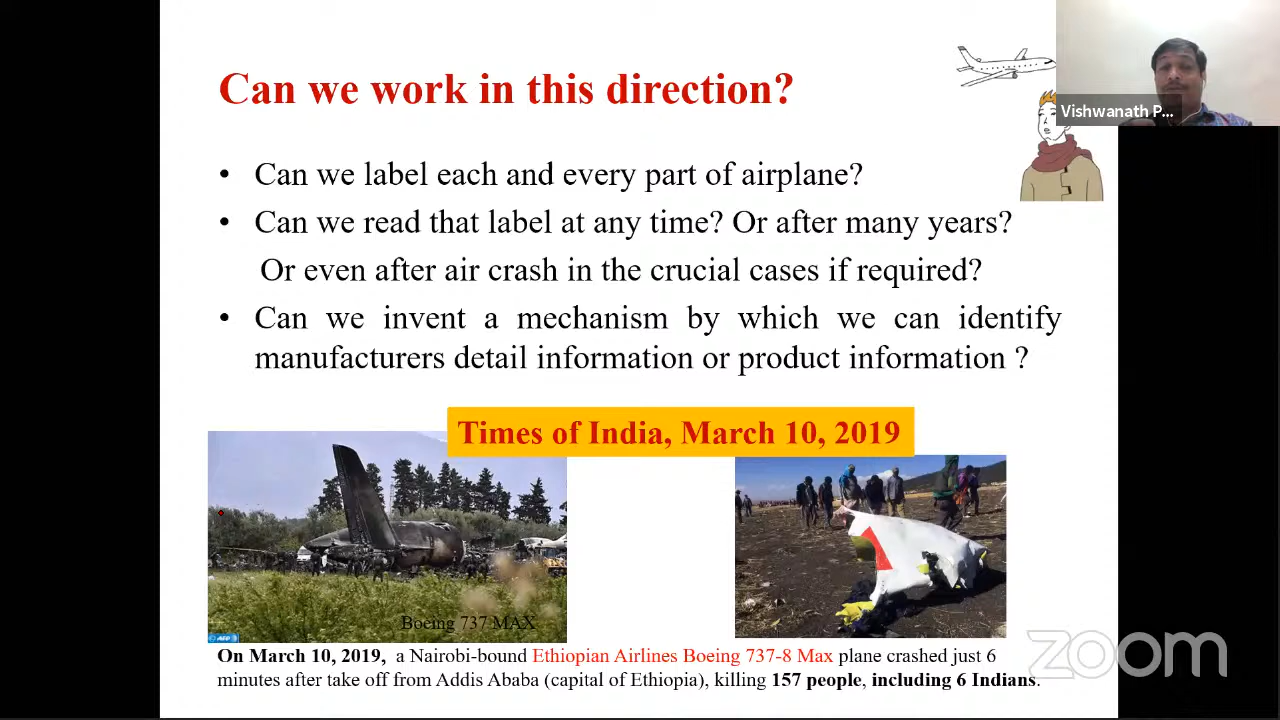 Can we work in this direction?
Vishwanath P...
• Can we label each and every part of airplane?
• Can we read that label at any time? Or after many years?
Or even after air crash in the crucial cases if required?
• Can we invent a mechanism by which we can identify
manufacturers detail information or product information ?
Times of India, March 10, 2019
Boeing 737 MAX
AFP
On March 10, 2019, a Nairobi-bound Ethiopian Airlines Boeing 737-8 Max plane crashed just 6
minutes after take off from Addis Ababa (capital of Ethiopia), killing 157 people, including 6 Indians.
zoom